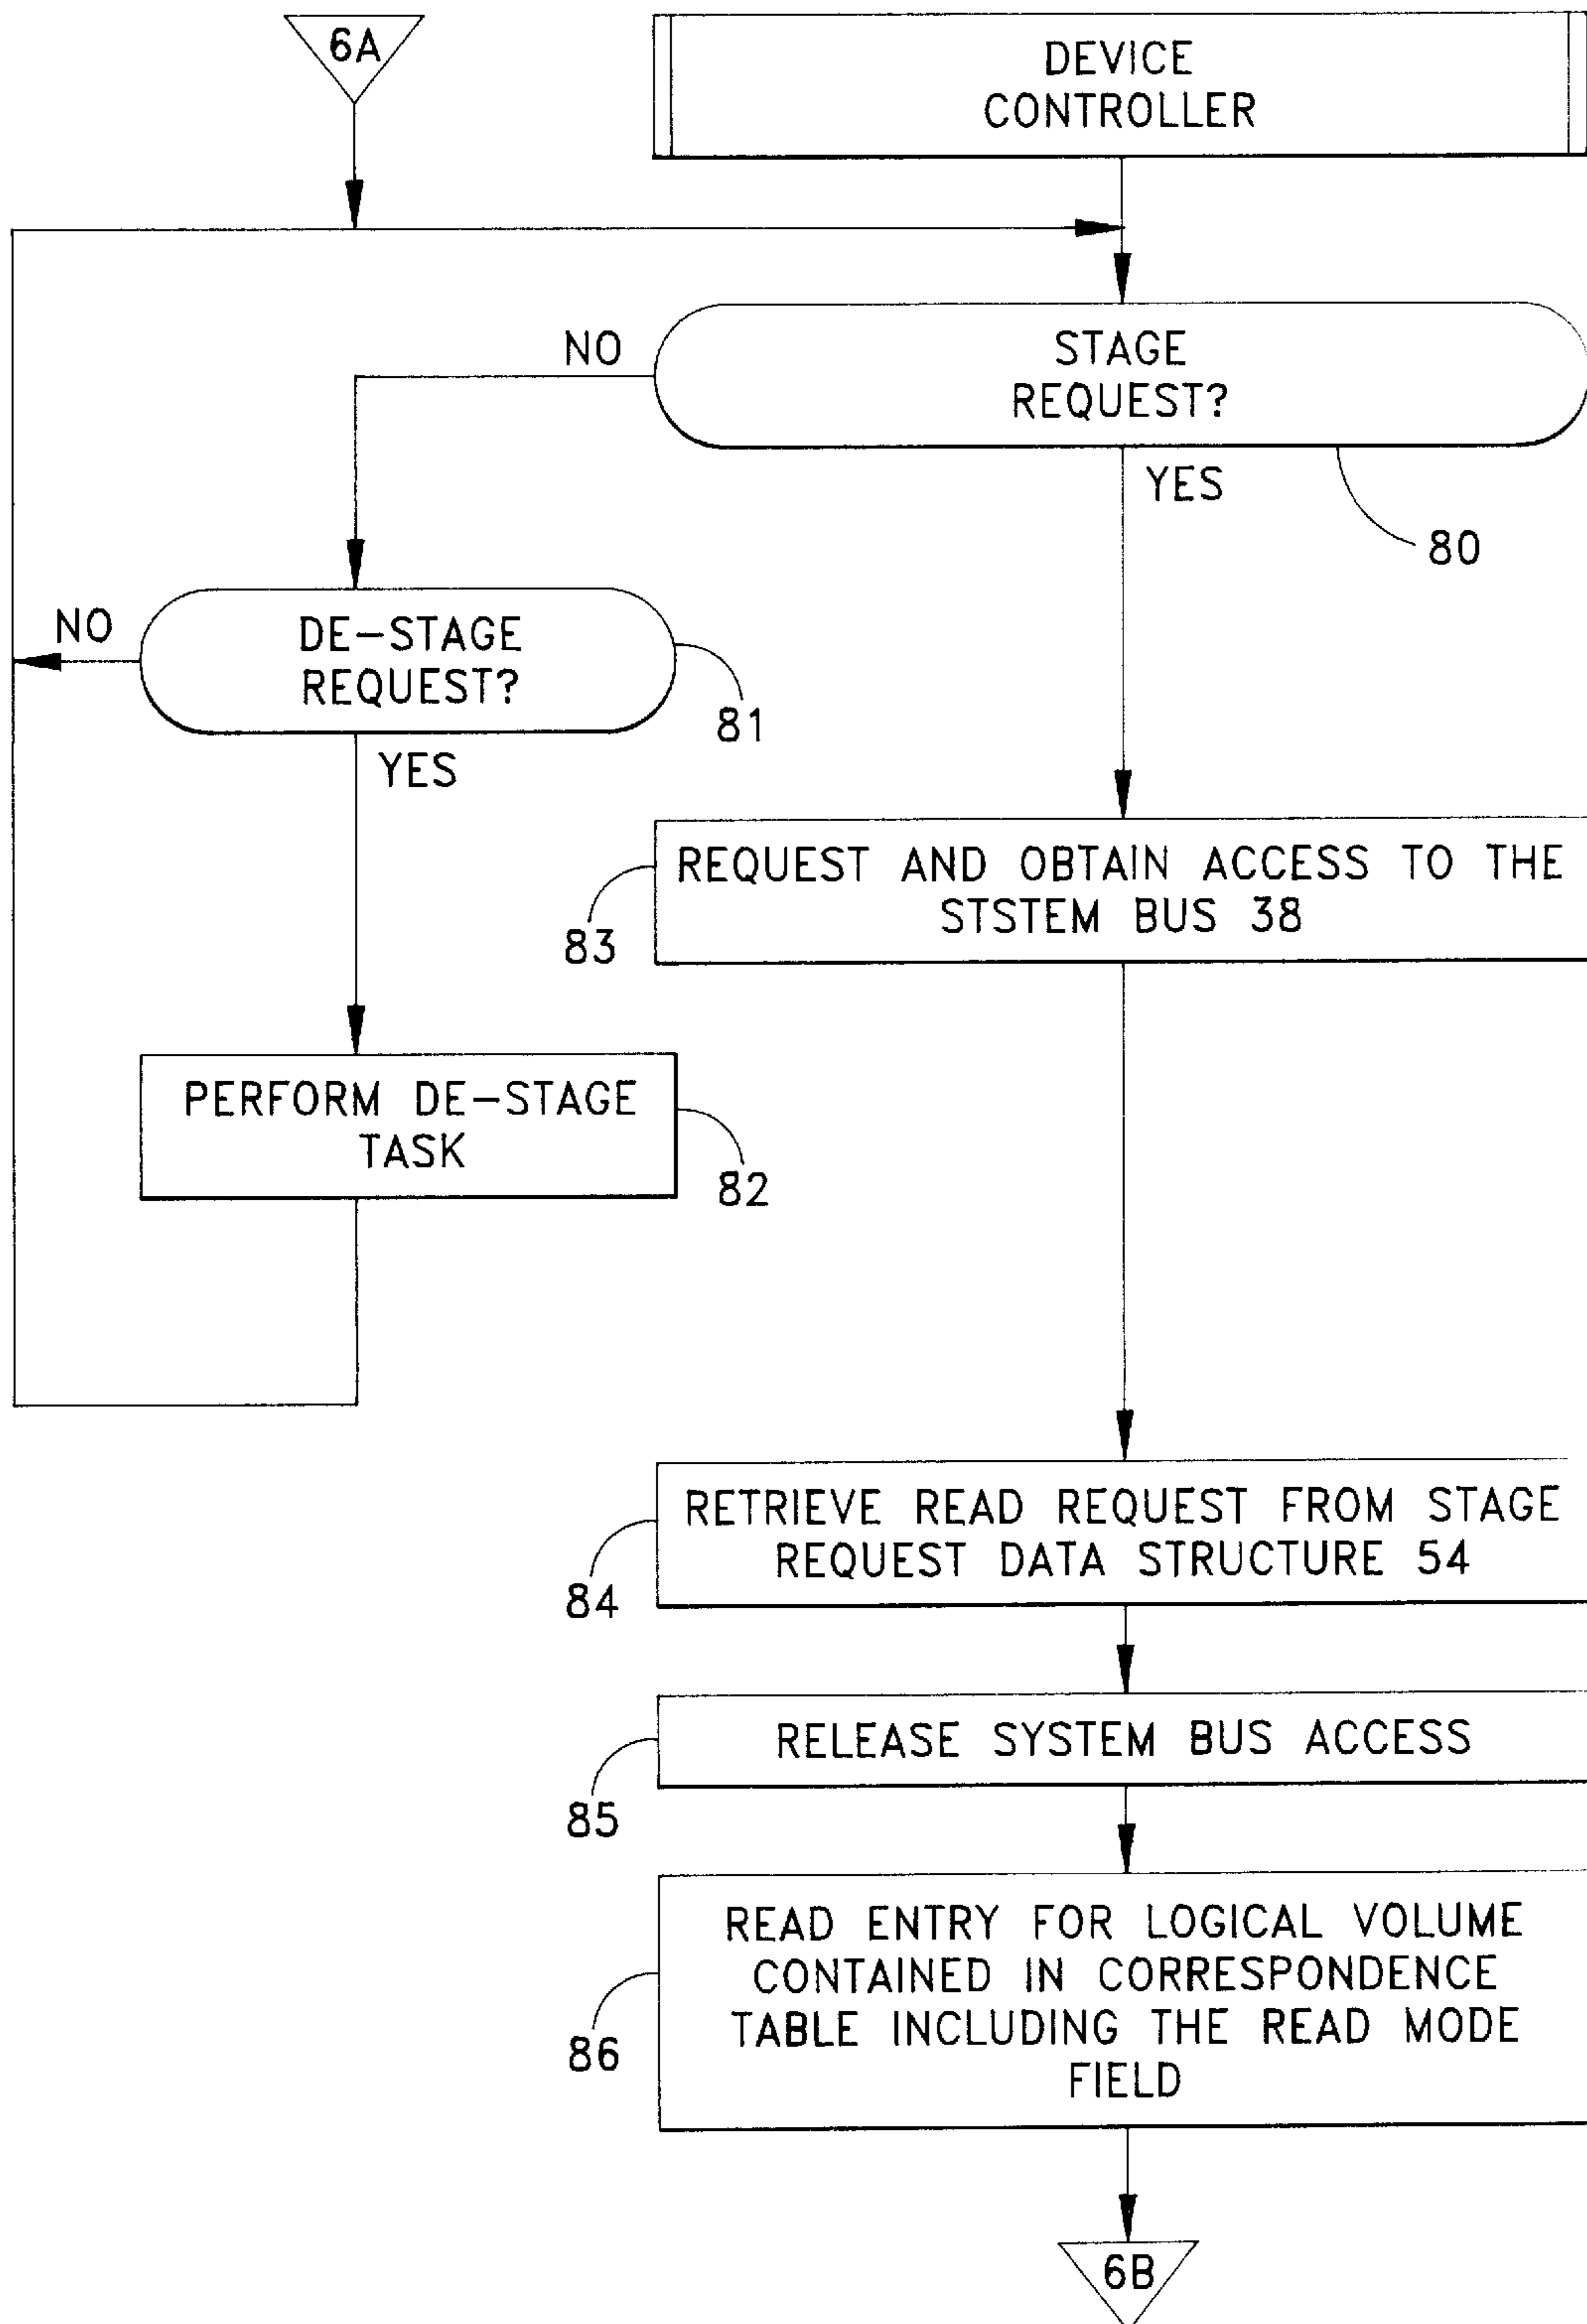 6A
DEVICE
CONTROLLER
NO
STAGE
REQUEST?
YES
80
NO
DE-STAGE
REQUEST?
81
YES
REQUEST AND OBTAIN ACCESS TO THE
STSTEM BUS 38
83
PERFORM DE-STAGE
TASK
82
RETRIEVE READ REQUEST FROM STAGE
REQUEST DATA STRUCTURE 54
84
RELEASE SYSTEM BUS ACCESS
85
READ ENTRY FOR LOGICAL VOLUME
CONTAINED IN CORRESPONDENCE
TABLE INCLUDING THE READ MODE
FIELD
86
6B